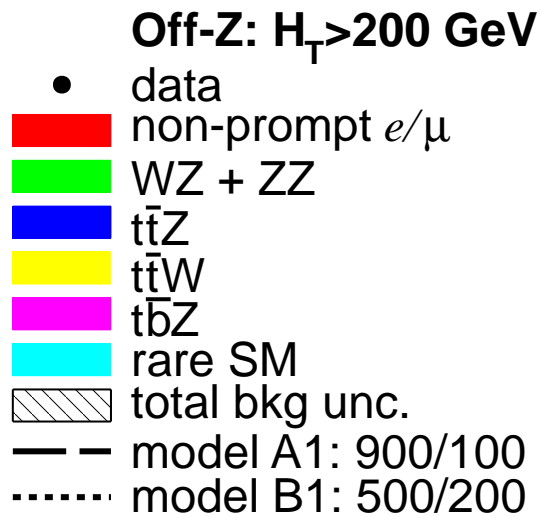 Off-Z: H_T>200 GeV
data
non-prompt e/μ
WZ + ZZ
tt̄Z
tt̄W
tb̄Z
rare SM
total bkg unc.
model A1: 900/100
model B1: 500/200